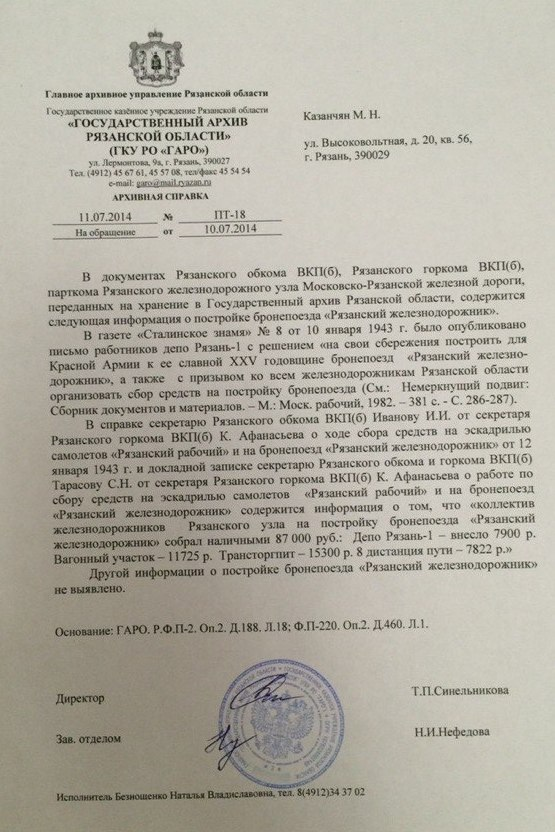 Главное архивное управление Рязанской области
Государственное казённое учреждение Рязанской области
«ГОСУДАРСТВЕННЫЙ АРХИВ
РЯЗАНСКОЙ ОБЛАСТИ»
(ГКУ РО «ГАРО»)
ул. Лермонтова, 9а, г. Рязань, 390027
Тел. (4912) 45 67 61, 45 57 08, тел/факс 45 54 54
e-mail: garo@mail.ryazan.ru
АРХИВНАЯ СПРАВКА
11.07.2014 № ПТ-18
На обращение от 10.07.2014
Казанчян М. Н.
ул. Высоковольтная, д. 20, кв. 56,
г. Рязань, 390029
В документах Рязанского обкома ВКП(б), Рязанского горкома ВКП(б),
парткома Рязанского железнодорожного узла Московско-Рязанской железной дороги,
переданных на хранение в Государственный архив Рязанской области, содержится
следующая информация о постройке бронепоезда «Рязанский железнодорожник».
В газете «Сталинское знамя» № 8 от 10 января 1943 г. было опубликовано
письмо работников депо Рязань-1 с решением «на свои сбережения построить для
Красной Армии к ее славной XXV годовщине бронепоезд «Рязанский железно-
дорожник», а также с призывом ко всем железнодорожникам Рязанской области
организовать сбор средств на постройку бронепоезда (См.: Немеркнущий подвиг:
Сборник документов и материалов. – М.: Моск. рабочий, 1982. – 381 с. - С. 286-287).
В справке секретарю Рязанского обкома ВКП(б) Иванову И.И. от секретаря
Рязанского горкома ВКП(б) К. Афанасьева о ходе сбора средств на эскадрилью
самолетов «Рязанский рабочий» и на бронепоезд «Рязанский железнодорожник» от 12
января 1943 г. и докладной записке секретарю Рязанского обкома и горкома ВКП(б)
Тарасову С.Н. от секретаря Рязанского горкома ВКП(б) К. Афанасьева о работе по
сбору средств на эскадрилью самолетов «Рязанский рабочий» и на бронепоезд
«Рязанский железнодорожник» содержится информация о том, что «коллектив
железнодорожников Рязанского узла на постройку бронепоезда «Рязанский
железнодорожник» собрал наличными 87 000 руб.: Депо Рязань-1 – внесло 7900 р.
Вагонный участок – 11725 р. Трансторгпит – 15300 р. 8 дистанция пути – 7822 р.»
Другой информации о постройке бронепоезда «Рязанский железнодорожник»
не выявлено.
Основание: ГАРО. Р.Ф.П-2. Оп.2. Д.188. Л.18; Ф.П-220. Оп.2. Д.460. Л.1.
Директор Т.П.Синельникова
Зав. отделом Н.И.Нефедова
Исполнитель Безношенко Наталья Владиславовна, тел. 8(4912)34 37 02